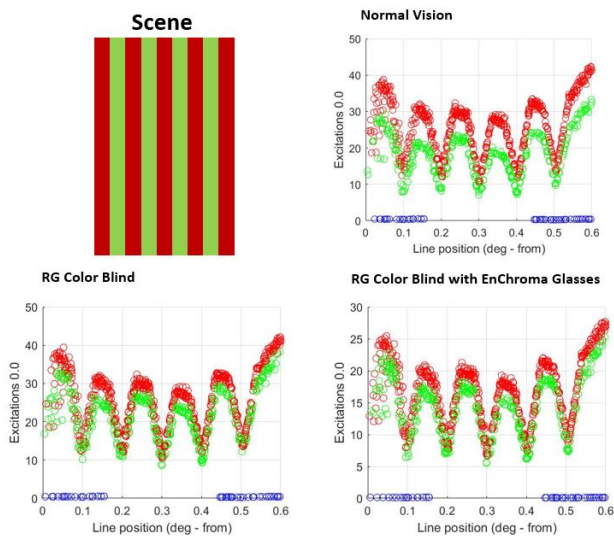 Scene
Normal Vision
50
40
30
20
10
0
Excitations 0.0
0 0.1 0.2 0.3 0.4 0.5 0.6
Line position (deg - from)
RG Color Blind
50
40
30
20
10
0
Excitations 0.0
0 0.1 0.2 0.3 0.4 0.5 0.6
Line position (deg - from)
RG Color Blind with EnChroma Glasses
30
25
20
15
10
5
0
Excitations 0.0
0 0.1 0.2 0.3 0.4 0.5 0.6
Line position (deg - from)